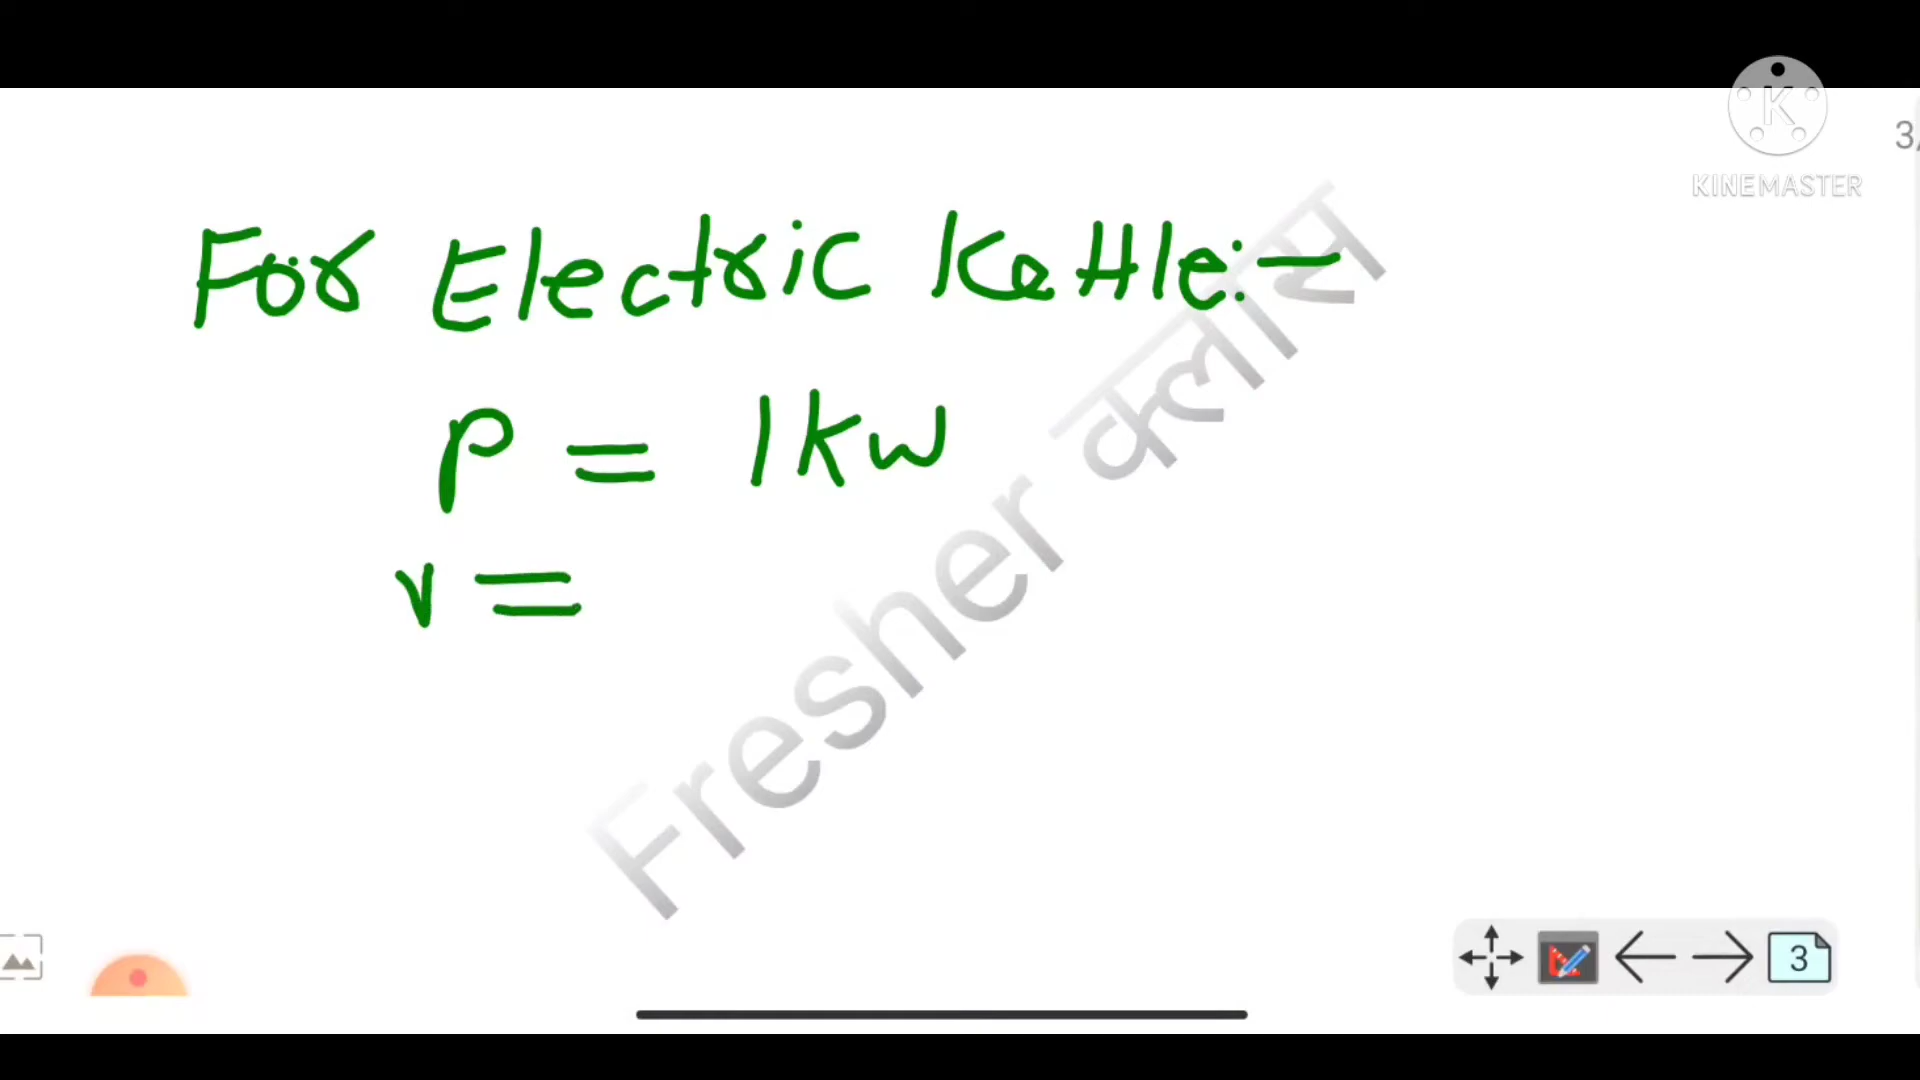 KINEMASTER
3/
For Electric Kettle:-
P = 1kw
V =
Fresher क्लास
3